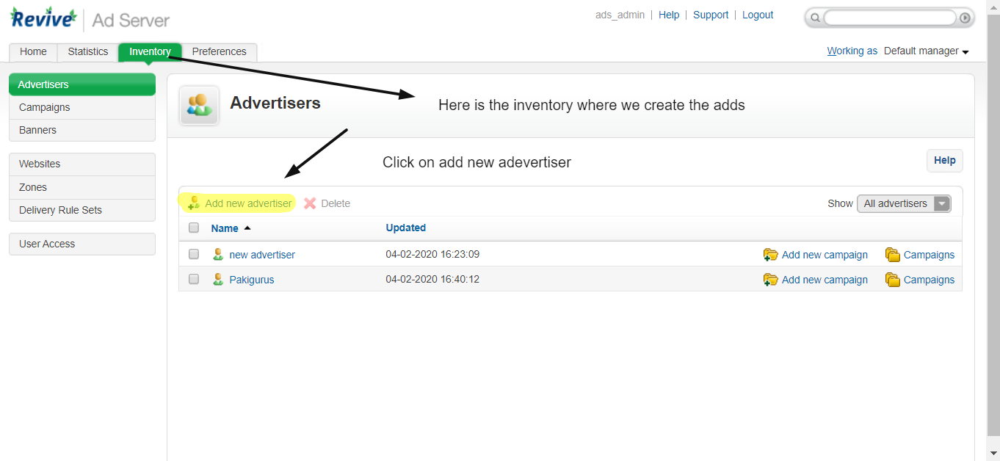 Revive Ad Server
ads_admin | Help | Support | Logout
Home Statistics Inventory Preferences
Working as Default manager
Advertisers
Campaigns
Banners
Websites
Zones
Delivery Rule Sets
User Access
Advertisers
Here is the inventory where we create the adds
Click on add new adevertiser
Help
Add new advertiser Delete
Show All advertisers
Name Updated
new advertiser 04-02-2020 16:23:09 Add new campaign Campaigns
Pakigurus 04-02-2020 16:40:12 Add new campaign Campaigns